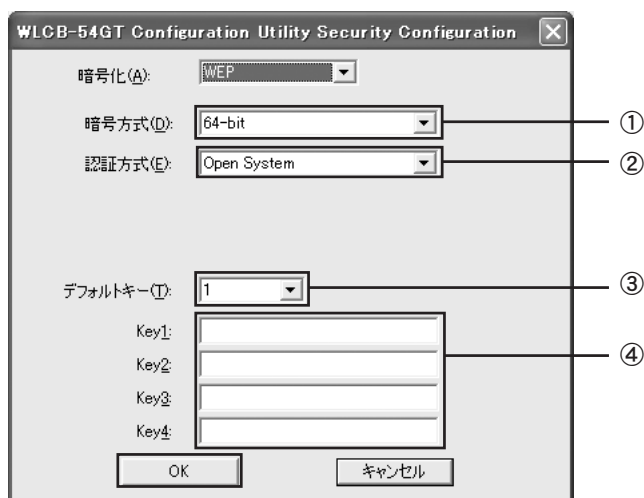 WLCB-54GT Configuration Utility Security Configuration
暗号化(A): WEP
暗号方式(D): 64-bit ①
認証方式(E): Open System ②
デフォルトキー(T): 1 ③
Key1:
Key2:
Key3: ④
Key4:
OK キャンセル